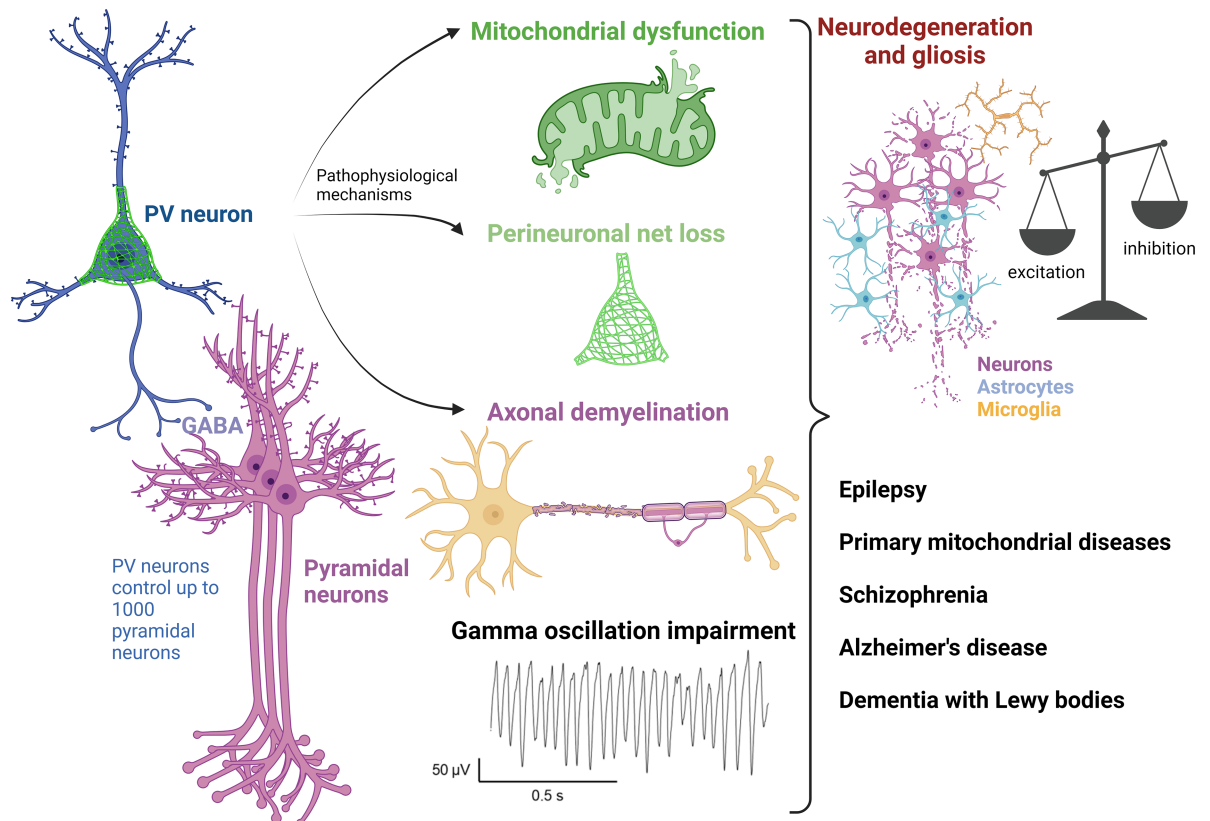 PV neuron
GABA
PV neurons
control up to
1000
pyramidal
neurons
Pyramidal
neurons
Pathophysiological
mechanisms
Mitochondrial dysfunction
Perineuronal net loss
Axonal demyelination
Gamma oscillation impairment
50 µV
0.5 s
Neurodegeneration
and gliosis
excitation
inhibition
Neurons
Astrocytes
Microglia
Epilepsy
Primary mitochondrial diseases
Schizophrenia
Alzheimer's disease
Dementia with Lewy bodies